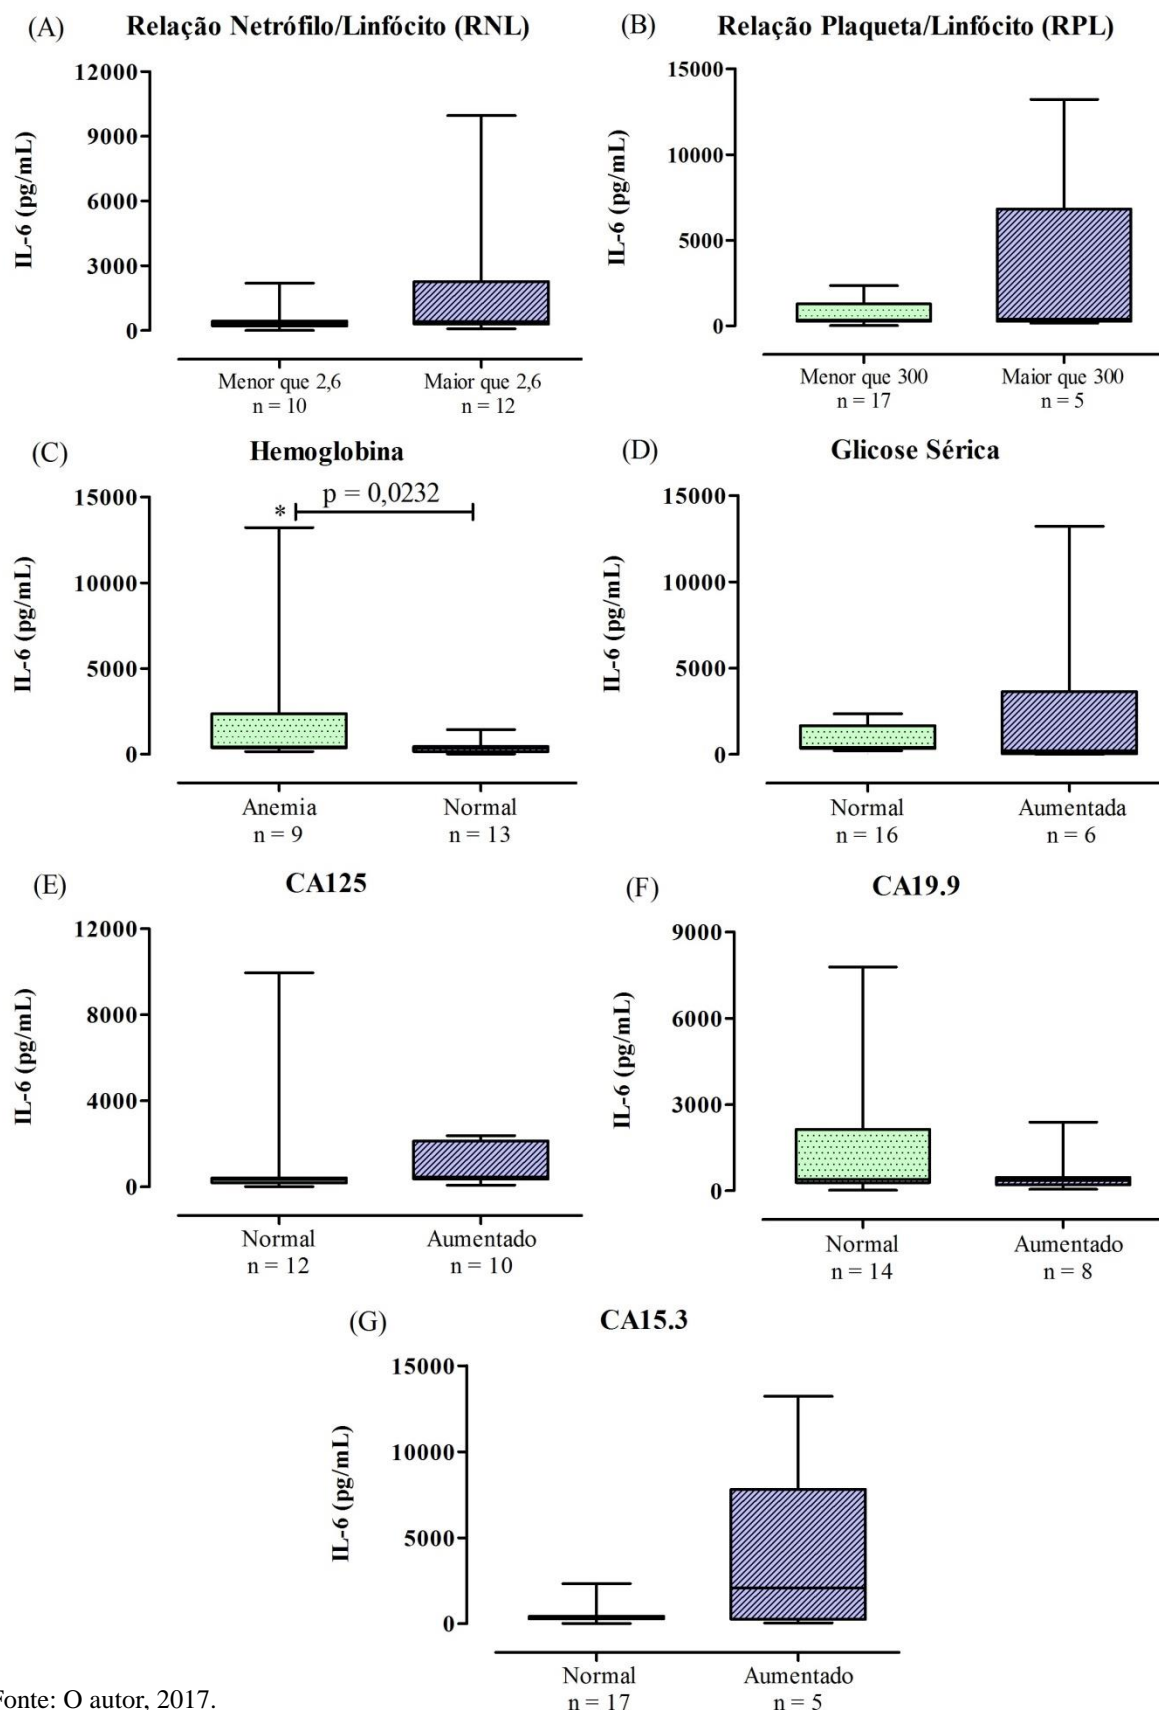 (A) Relação Netrófilo/Linfócito (RNL)
12000
9000
6000
3000
0
IL-6 (pg/mL)
Menor que 2,6
n = 10
Maior que 2,6
n = 12
(B) Relação Plaqueta/Linfócito (RPL)
15000
10000
5000
0
IL-6 (pg/mL)
Menor que 300
n = 17
Maior que 300
n = 5
(C) Hemoglobina
15000
10000
5000
0
IL-6 (pg/mL)
* p = 0,0232
Anemia
n = 9
Normal
n = 13
(D) Glicose Sérica
15000
10000
5000
0
IL-6 (pg/mL)
Normal
n = 16
Aumentada
n = 6
(E) CA125
12000
8000
4000
0
IL-6 (pg/mL)
Normal
n = 12
Aumentado
n = 10
(F) CA19.9
9000
6000
3000
0
IL-6 (pg/mL)
Normal
n = 14
Aumentado
n = 8
(G) CA15.3
15000
10000
5000
0
IL-6 (pg/mL)
Normal
n = 17
Aumentado
n = 5
Fonte: O autor, 2017.